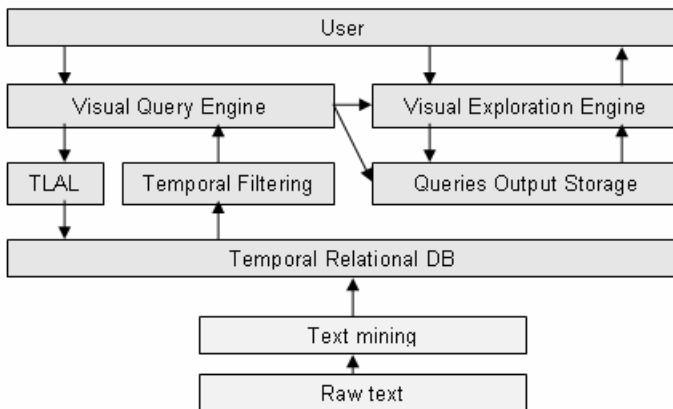 User
Visual Query Engine
Visual Exploration Engine
TLAL
Temporal Filtering
Queries Output Storage
Temporal Relational DB
Text mining
Raw text